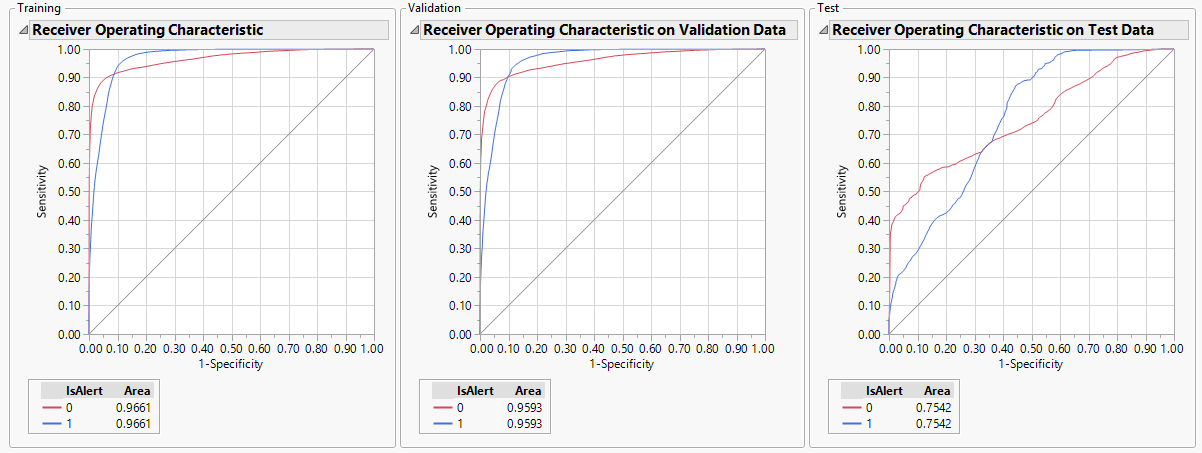 Training
Receiver Operating Characteristic
1.00
0.90
0.80
0.70
0.60
0.50
0.40
0.30
0.20
0.10
0.00
Sensitivity
0.00 0.10 0.20 0.30 0.40 0.50 0.60 0.70 0.80 0.90 1.00
1-Specificity
IsAlert Area
0 0.9661
1 0.9661
Validation
Receiver Operating Characteristic on Validation Data
1.00
0.90
0.80
0.70
0.60
0.50
0.40
0.30
0.20
0.10
0.00
Sensitivity
0.00 0.10 0.20 0.30 0.40 0.50 0.60 0.70 0.80 0.90 1.00
1-Specificity
IsAlert Area
0 0.9593
1 0.9593
Test
Receiver Operating Characteristic on Test Data
1.00
0.90
0.80
0.70
0.60
0.50
0.40
0.30
0.20
0.10
0.00
Sensitivity
0.00 0.10 0.20 0.30 0.40 0.50 0.60 0.70 0.80 0.90 1.00
1-Specificity
IsAlert Area
0 0.7542
1 0.7542